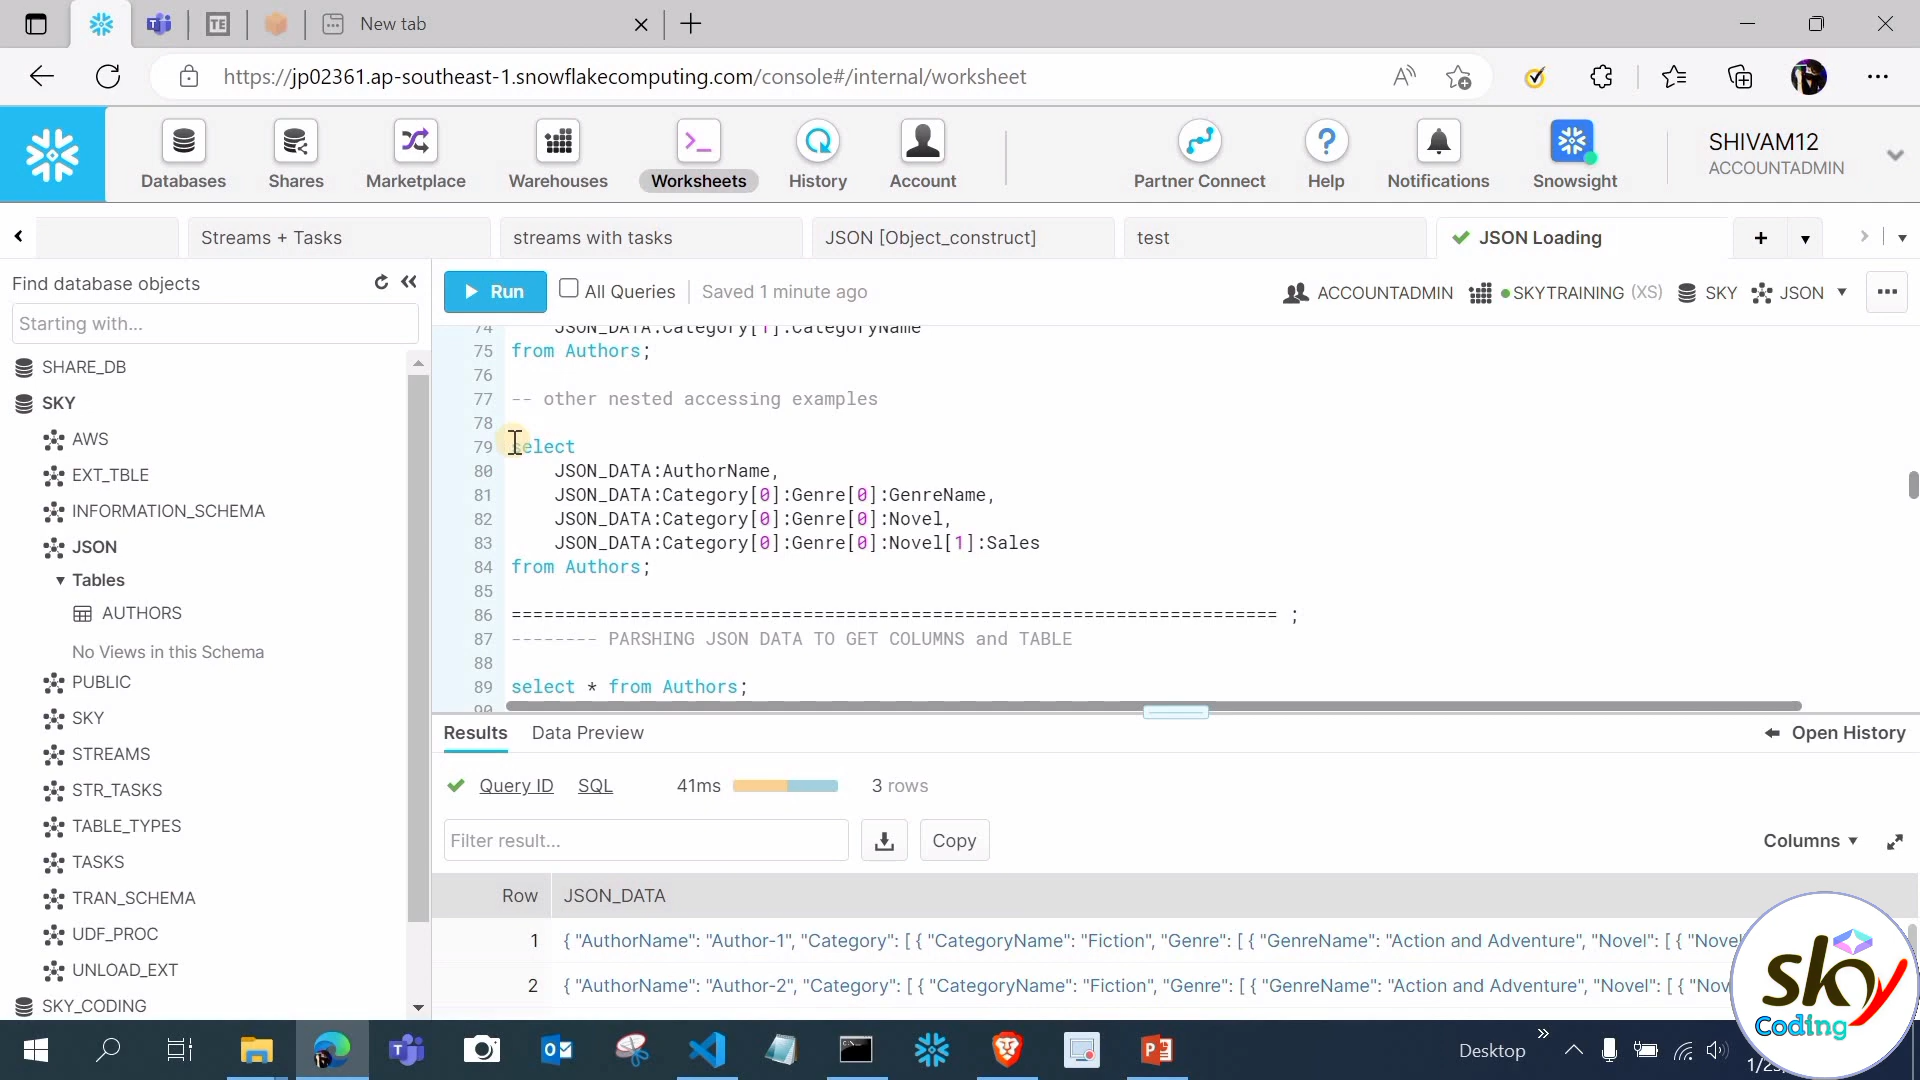 New tab
https://jp02361.ap-southeast-1.snowflakecomputing.com/console#/internal/worksheet
Databases
Shares
Marketplace
Warehouses
Worksheets
History
Account
Partner Connect
Help
Notifications
Snowsight
SHIVAM12
ACCOUNTADMIN
Streams + Tasks
streams with tasks
JSON [Object_construct]
test
JSON Loading
Find database objects
Starting with...
SHARE_DB
SKY
AWS
EXT_TBLE
INFORMATION_SCHEMA
JSON
Tables
AUTHORS
No Views in this Schema
PUBLIC
SKY
STREAMS
STR_TASKS
TABLE_TYPES
TASKS
TRAN_SCHEMA
UDF_PROC
UNLOAD_EXT
SKY_CODING
Run
All Queries
Saved 1 minute ago
ACCOUNTADMIN
SKYTRAINING (XS)
SKY
JSON
74 JSON_DATA:Category[1]:CategoryName
75 from Authors;
76
77 -- other nested accessing examples
78
79 select
80 JSON_DATA:AuthorName,
81 JSON_DATA:Category[0]:Genre[0]:GenreName,
82 JSON_DATA:Category[0]:Genre[0]:Novel,
83 JSON_DATA:Category[0]:Genre[0]:Novel[1]:Sales
84 from Authors;
85
86 ======================================================================= ;
87 -------- PARSHING JSON DATA TO GET COLUMNS and TABLE
88
89 select * from Authors;
90
Results
Data Preview
Open History
Query ID
SQL
41ms
3 rows
Filter result...
Copy
Columns
Row JSON_DATA
1 { "AuthorName": "Author-1", "Category": [ { "CategoryName": "Fiction", "Genre": [ { "GenreName": "Action and Adventure", "Novel": [ { "Nove
2 { "AuthorName": "Author-2", "Category": [ { "CategoryName": "Fiction", "Genre": [ { "GenreName": "Action and Adventure", "Novel": [ { "Nov
sky
Coding
Desktop